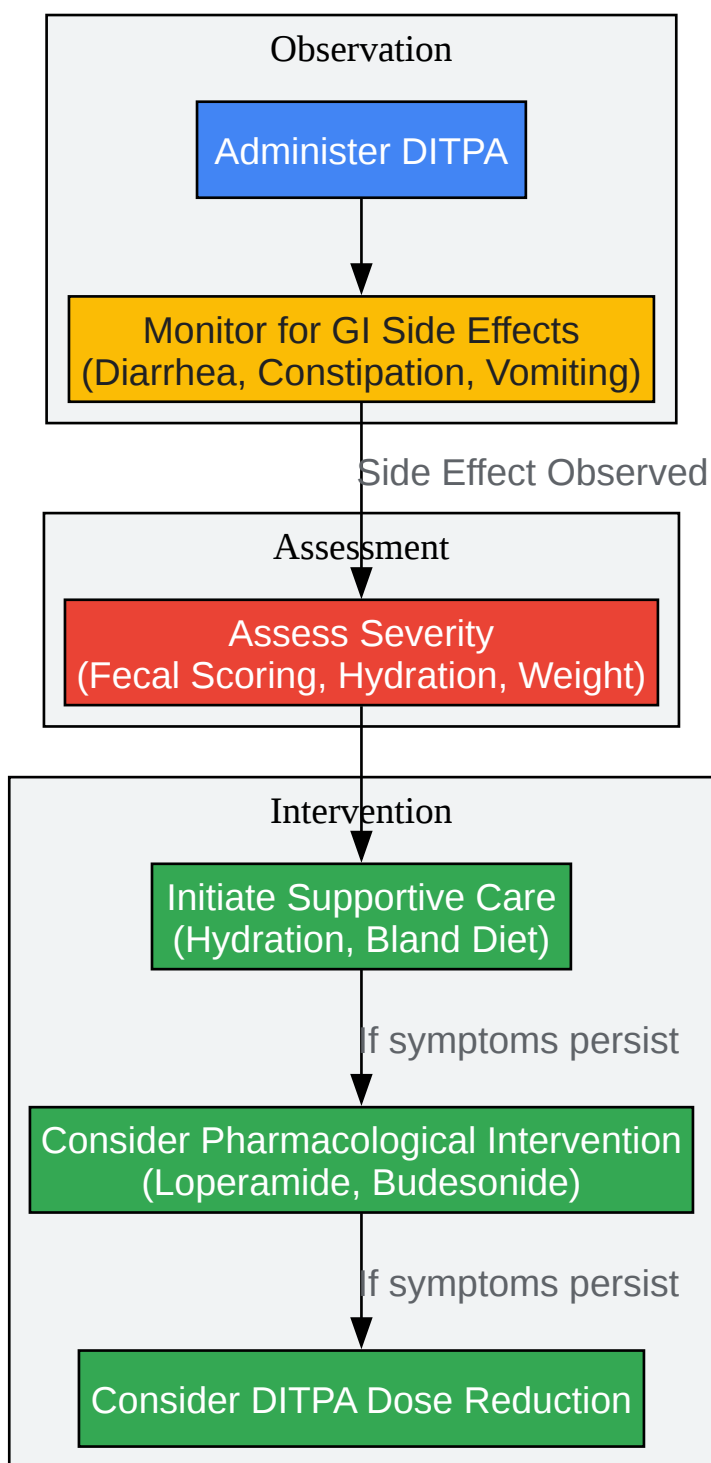 Observation
Administer DITPA
Monitor for GI Side Effects
(Diarrhea, Constipation, Vomiting)
Side Effect Observed
Assessment
Assess Severity
(Fecal Scoring, Hydration, Weight)
Intervention
Initiate Supportive Care
(Hydration, Bland Diet)
If symptoms persist
Consider Pharmacological Intervention
(Loperamide, Budesonide)
If symptoms persist
Consider DITPA Dose Reduction